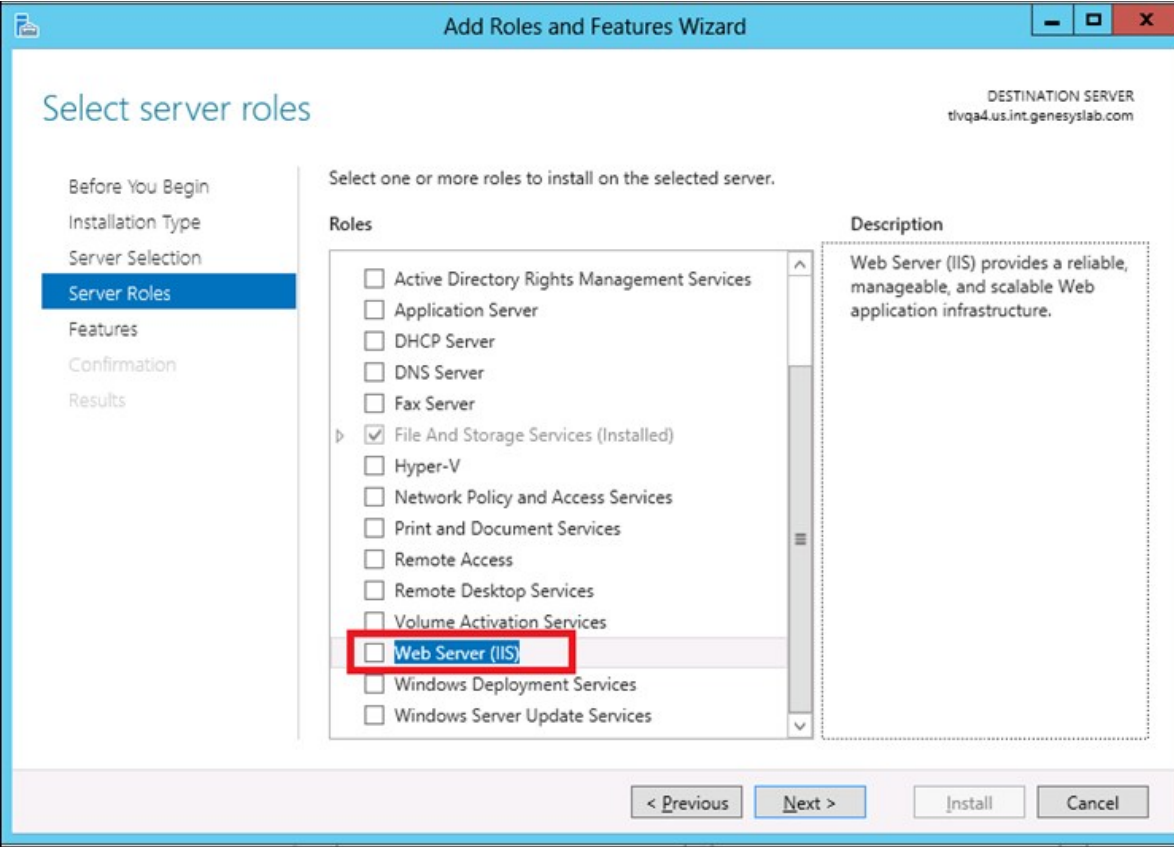 Add Roles and Features Wizard
x
Select server roles
DESTINATION SERVER
tlvqa4.us.int.genesyslab.com
Before You Begin
Installation Type
Server Selection
Server Roles
Features
Confirmation
Results
Select one or more roles to install on the selected server.
Roles
Active Directory Rights Management Services
Application Server
DHCP Server
DNS Server
Fax Server
File And Storage Services (Installed)
Hyper-V
Network Policy and Access Services
Print and Document Services
Remote Access
Remote Desktop Services
Volume Activation Services
Web Server (IIS)
Windows Deployment Services
Windows Server Update Services
Description
Web Server (IIS) provides a reliable,
manageable, and scalable Web
application infrastructure.
< Previous
Next >
Install
Cancel